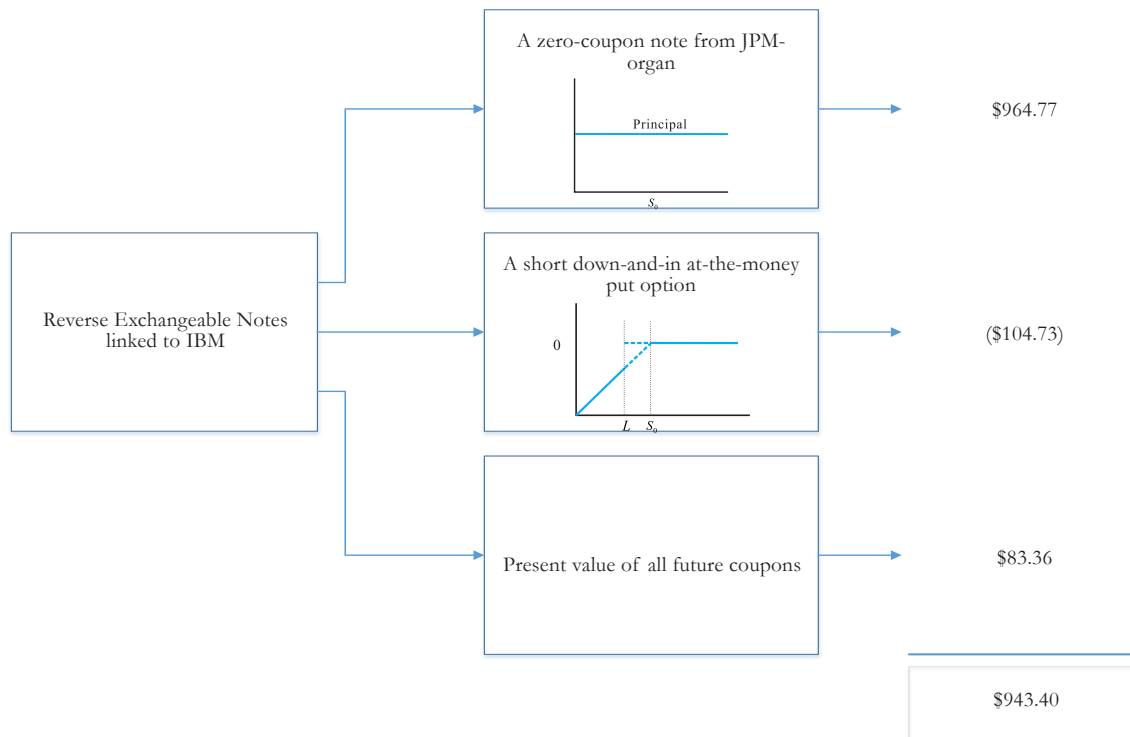 A zero-coupon note from JPM-
organ
Principal
S₀
$964.77
Reverse Exchangeable Notes
linked to IBM
A short down-and-in at-the-money
put option
0
L S₀
($104.73)
Present value of all future coupons
$83.36
$943.40